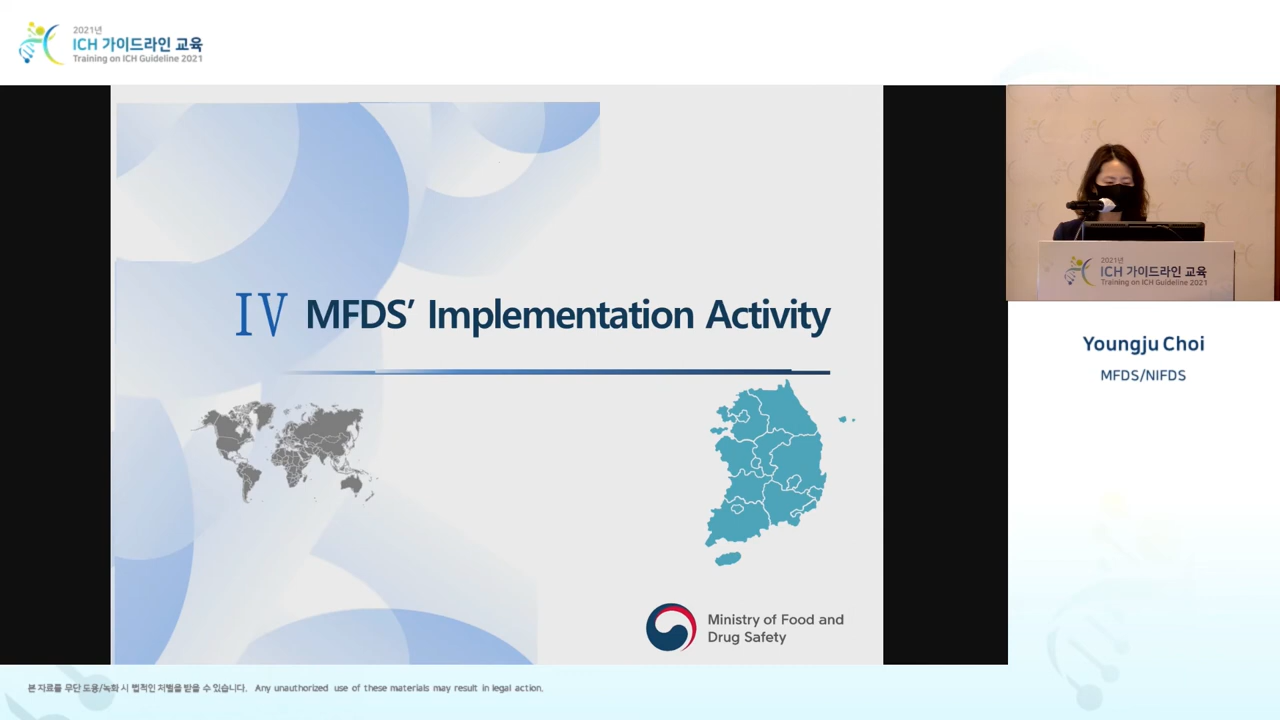 2021년
ICH 가이드라인 교육
Training on ICH Guideline 2021
IV MFDS’ Implementation Activity
Ministry of Food and
Drug Safety
2021년
ICH 가이드라인 교육
Training on ICH Guideline 2021
Youngju Choi
MFDS/NIFDS
본 자료를 무단 도용/녹화 시 법적인 처벌을 받을 수 있습니다. Any unauthorized use of these materials may result in legal action.